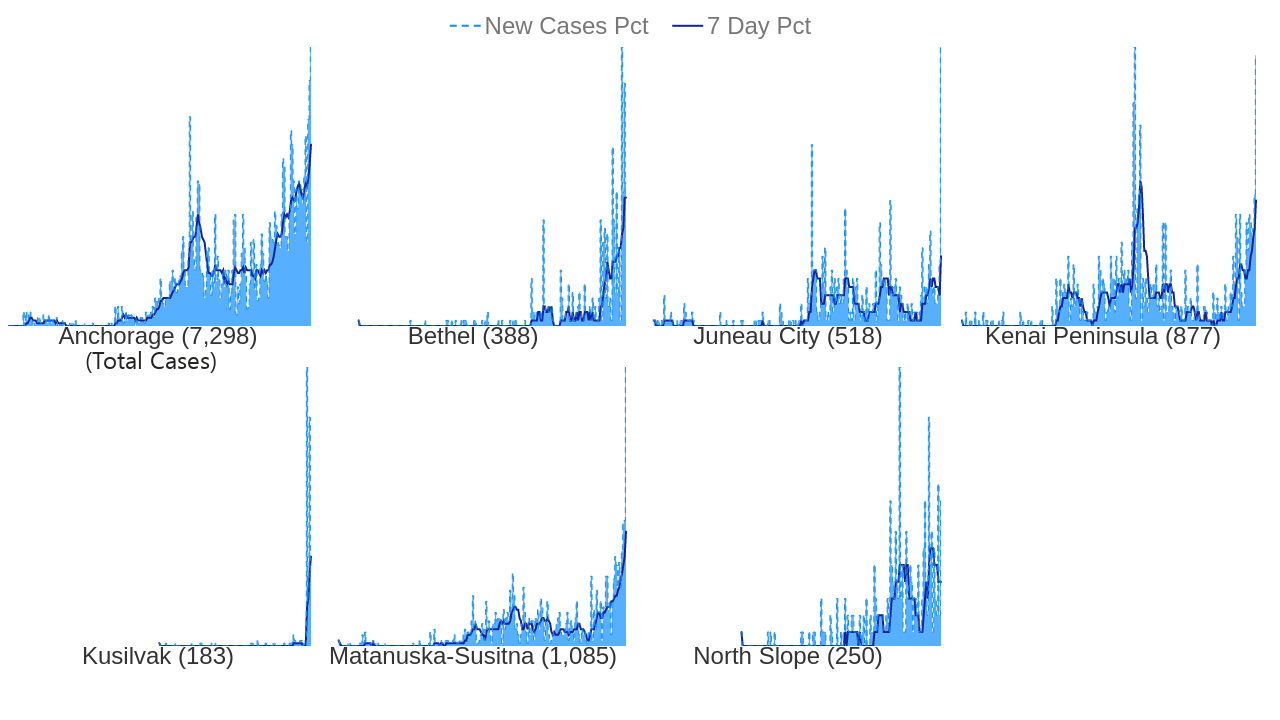 New Cases Pct 7 Day Pct
Anchorage (7,298) Bethel (388) Juneau City (518) Kenai Peninsula (877)
(Total Cases)
Kusilvak (183) Matanuska-Susitna (1,085) North Slope (250)